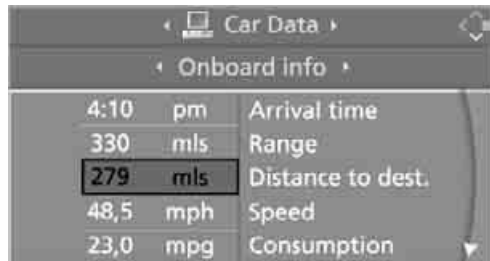 Car Data
Onboard info
4:10 pm Arrival time
330 mls Range
279 mls Distance to dest.
48,5 mph Speed
23,0 mpg Consumption